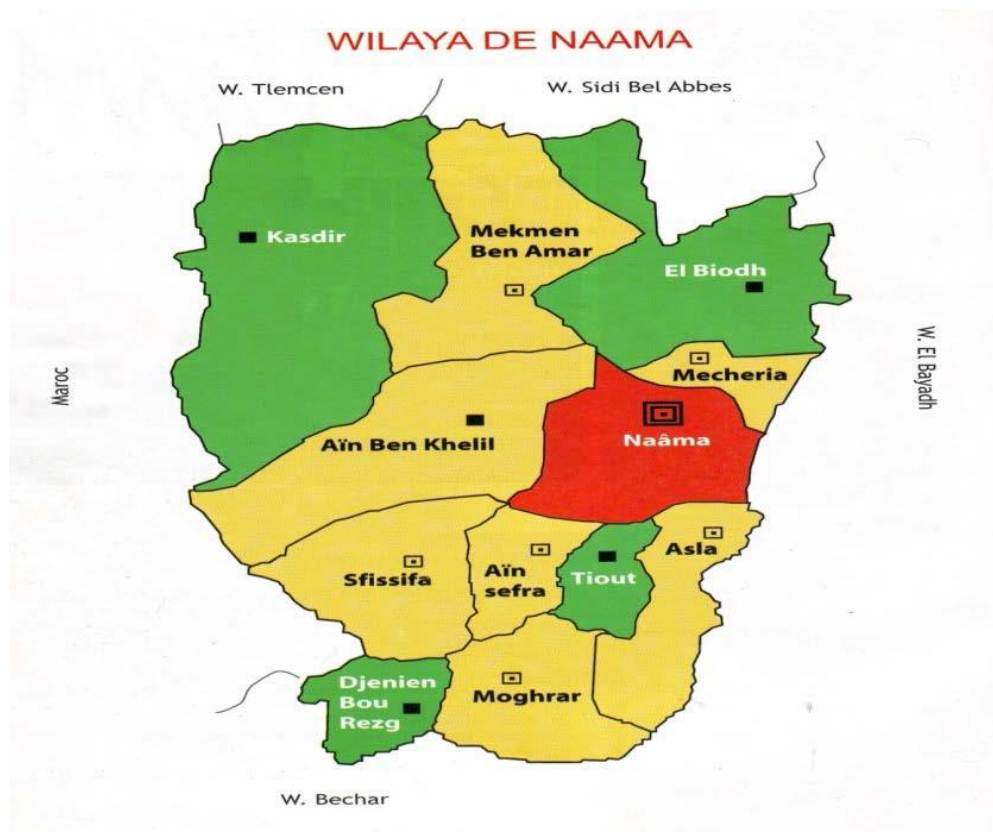 WILAYA DE NAAMA
W. Tlemcen
W. Sidi Bel Abbes
Kasdir
Mekmen
Ben Amar
El Biodh
Maroc
W. El Bayadh
Mecheria
Aïn Ben Khelil
Naâma
Sfissifa
Aïn
sefra
Tiout
Asla
Djenien
Bou
Rezg
Moghrar
W. Bechar